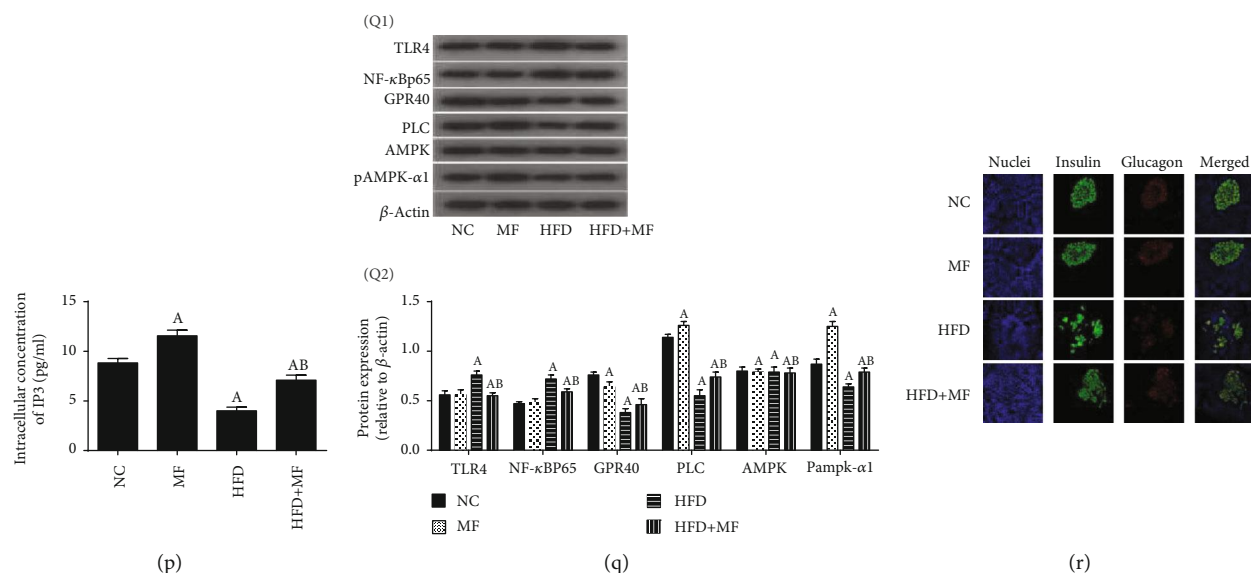 Intracellular concentration
of IP3 (pg/ml)
15
10
5
0
A
A
AB
NC
MF
HFD
HFD+MF
(p)
(Q1)
TLR4
NF-κBp65
GPR40
PLC
AMPK
pAMPK-α1
β-Actin
NC MF HFD HFD+MF
(Q2)
Protein expression
(relative to β-actin)
1.5
1.0
0.5
0.0
A
AB
A
AB
A
A
AB
A
A
AB
A A A AB
A
A
AB
TLR4 NF-κBP65 GPR40 PLC AMPK Pampk-α1
NC
MF
HFD
HFD+MF
(q)
Nuclei Insulin Glucagon Merged
NC
MF
HFD
HFD+MF
(r)